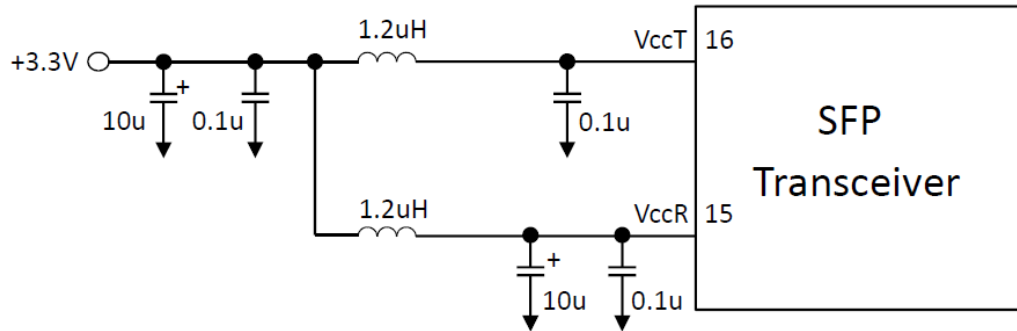 1.2uH
VccT 16
+3.3V
+
10u
0.1u
0.1u
SFP
Transceiver
1.2uH
VccR 15
+
10u
0.1u